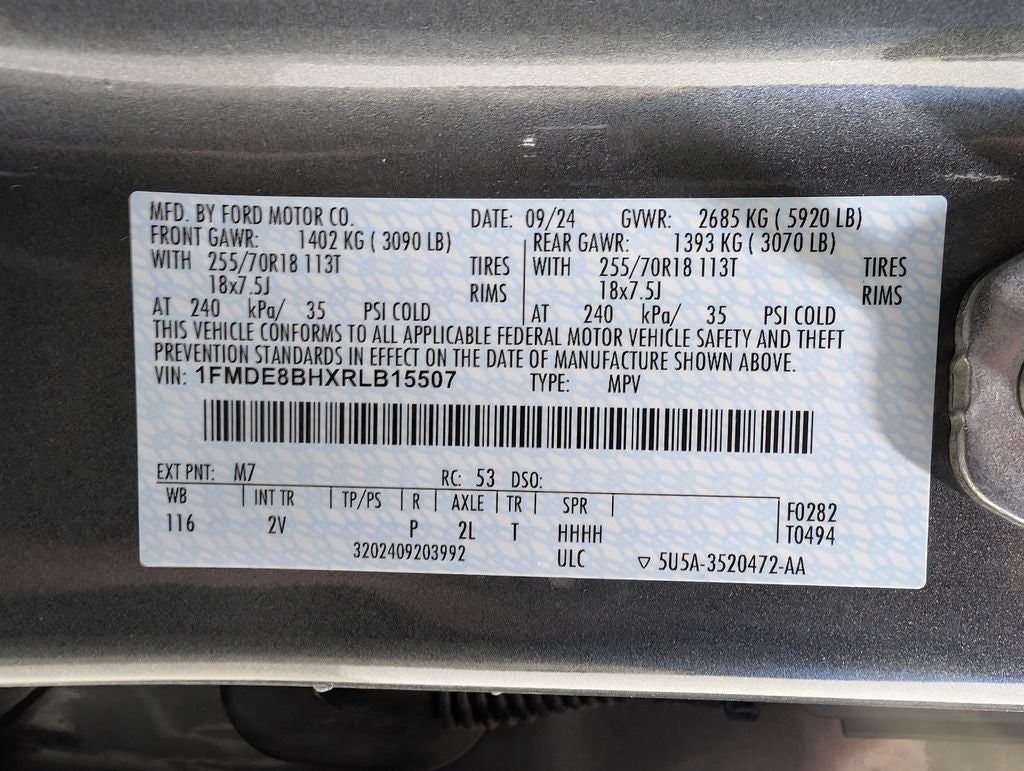 MFD. BY FORD MOTOR CO. DATE: 09/24 GVWR: 2685 KG ( 5920 LB)
FRONT GAWR: 1402 KG ( 3090 LB) REAR GAWR: 1393 KG ( 3070 LB)
WITH 255/70R18 113T TIRES WITH 255/70R18 113T TIRES
18x7.5J RIMS 18x7.5J RIMS
AT 240 kPa/ 35 PSI COLD AT 240 kPa/ 35 PSI COLD
THIS VEHICLE CONFORMS TO ALL APPLICABLE FEDERAL MOTOR VEHICLE SAFETY AND THEFT
PREVENTION STANDARDS IN EFFECT ON THE DATE OF MANUFACTURE SHOWN ABOVE.
VIN: 1FMDE8BHXRLB15507 TYPE: MPV
EXT PNT: M7 RC: 53 DSO:
WB INT TR TP/PS R AXLE TR SPR F0282
116 2V P 2L T HHHH T0494
3202409203992 ULC ▽ 5U5A-3520472-AA